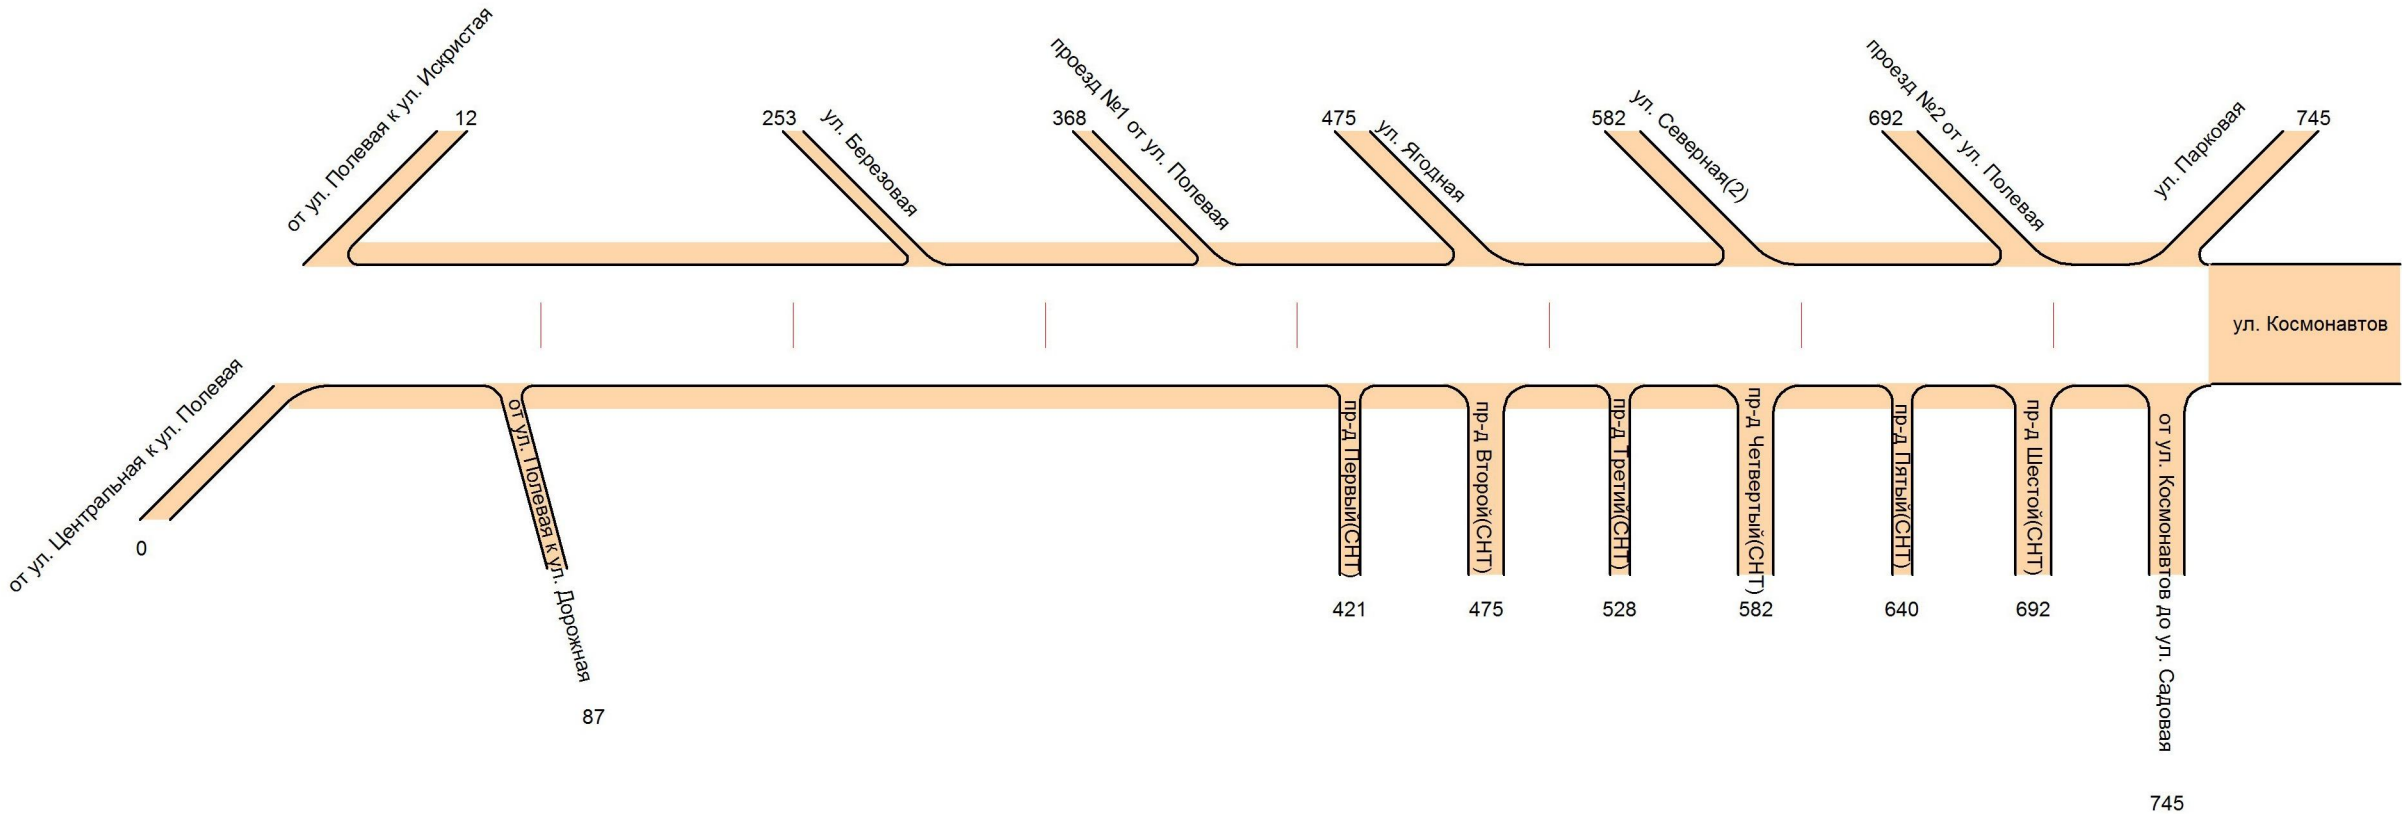 от ул. Полевая к ул. Искристая
12
253
ул. Березовая
368
проезд №1 от ул. Полевая
475
ул. Ягодная
582
ул. Северная(2)
692
проезд №2 от ул. Полевая
ул. Парковая
745
ул. Космонавтов
от ул. Центральная к ул. Полевая
0
от ул. Полевая к ул. Дорожная
87
пр-д Первый(СНТ)
421
пр-д Второй(СНТ)
475
пр-д Третий(СНТ)
528
пр-д Четвертый(СНТ)
582
пр-д Пятый(СНТ)
640
пр-д Шестой(СНТ)
692
от ул. Космонавтов до ул. Садовая
745